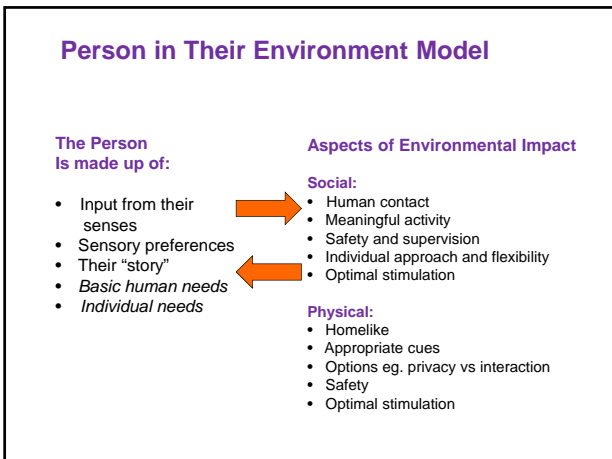 Person in Their Environment Model
The Person
Is made up of:
• Input from their
senses
• Sensory preferences
• Their “story”
• Basic human needs
• Individual needs
Aspects of Environmental Impact
Social:
• Human contact
• Meaningful activity
• Safety and supervision
• Individual approach and flexibility
• Optimal stimulation
Physical:
• Homelike
• Appropriate cues
• Options eg. privacy vs interaction
• Safety
• Optimal stimulation